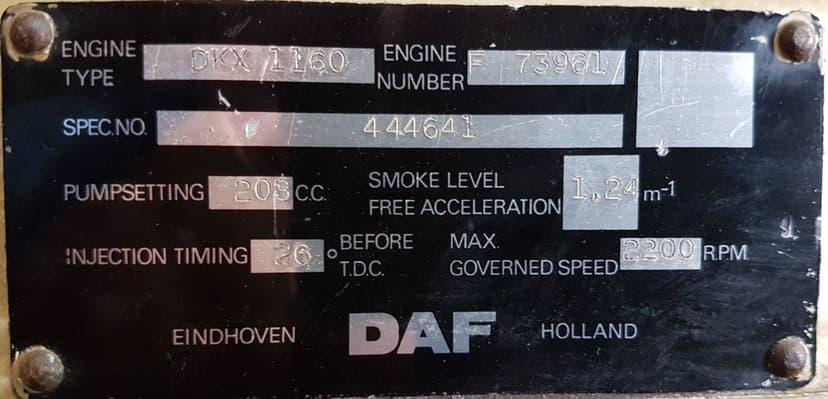 ENGINE TYPE DKX 1160 ENGINE NUMBER F 73961
SPEC.NO. 444641
PUMPSETTING 208 C.C. SMOKE LEVEL FREE ACCELERATION 1,24 m-1
INJECTION TIMING 26° BEFORE T.D.C. MAX. GOVERNED SPEED 2200 R.P.M.
EINDHOVEN DAF HOLLAND